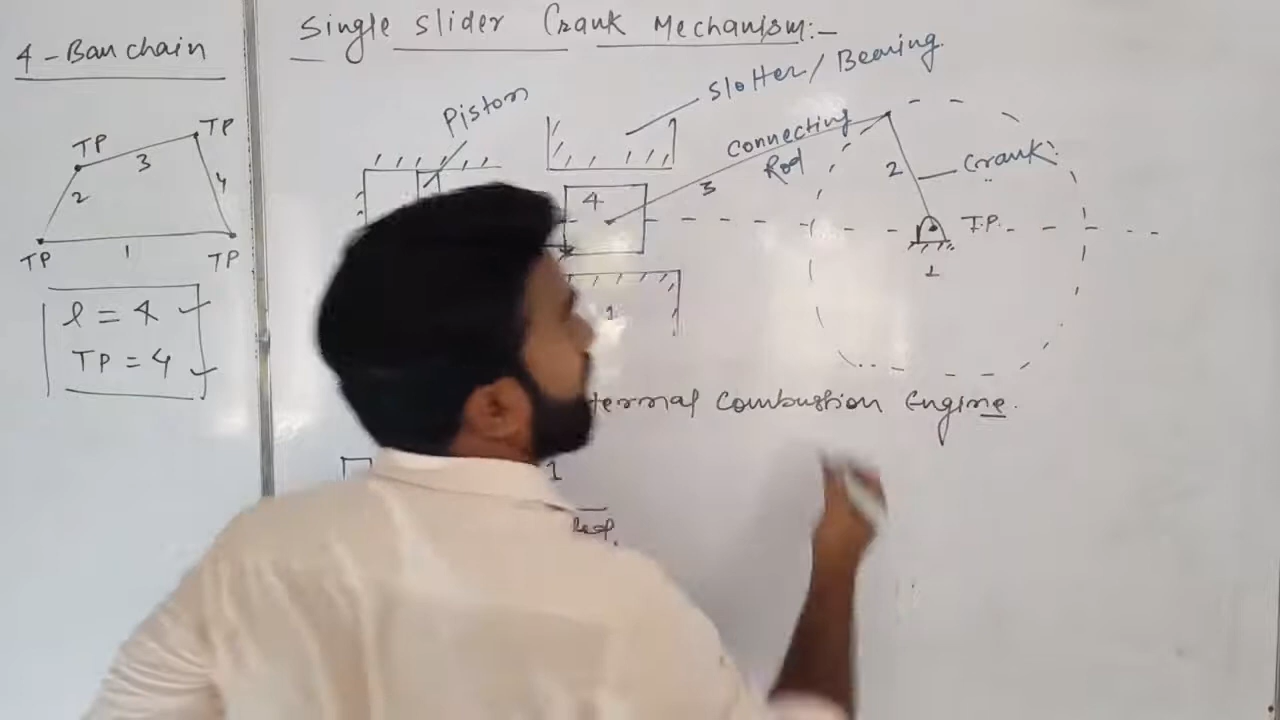 4-Bar chain
TP
TP
3
2
4
1
TP
TP
l = 4
TP = 4
Single slider Crank Mechanism:-
Piston
Slotter / Bearing
Connecting
Rod
3
4
2
Crank
T.P.
1
1
Combustion Engine.
1